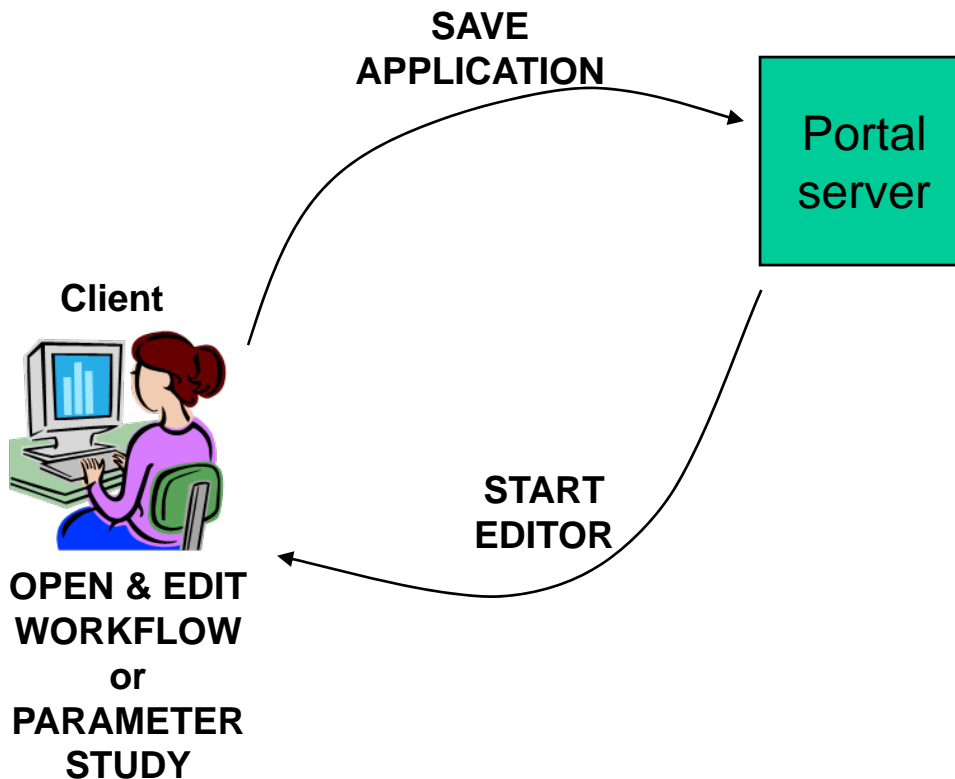 SAVE
APPLICATION
Portal
server
Client
START
EDITOR
OPEN & EDIT
WORKFLOW
or
PARAMETER
STUDY